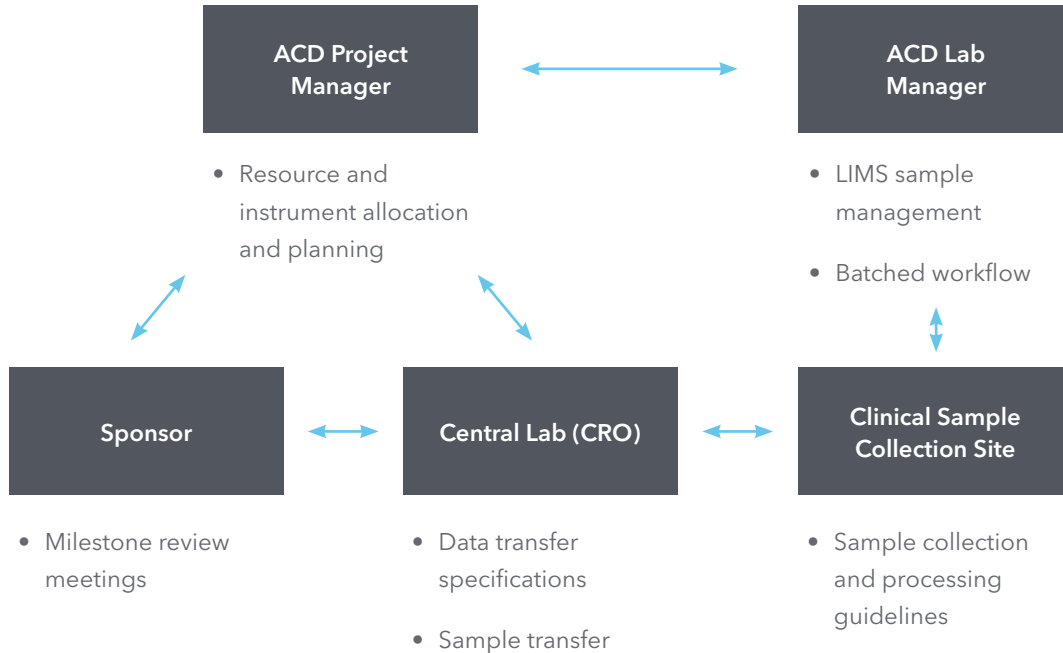 ACD Project
Manager
ACD Lab
Manager
• Resource and
instrument allocation
and planning
• LIMS sample
management
• Batched workflow
Sponsor
Central Lab (CRO)
Clinical Sample
Collection Site
• Milestone review
meetings
• Data transfer
specifications
• Sample transfer
• Sample collection
and processing
guidelines